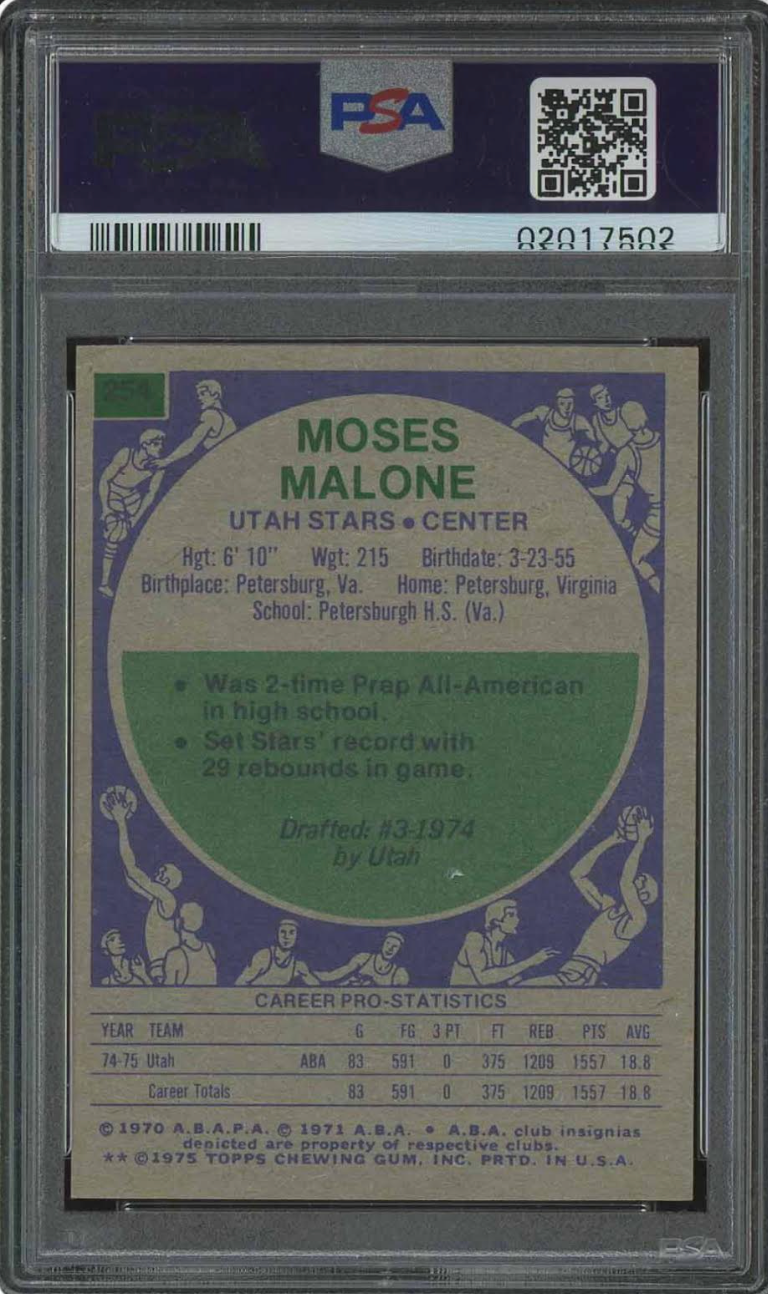 PSA
02017502
254
MOSES
MALONE
UTAH STARS • CENTER
Hgt: 6' 10" Wgt: 215 Birthdate: 3-23-55
Birthplace: Petersburg, Va. Home: Petersburg, Virginia
School: Petersburgh H.S. (Va.)
• Was 2-time Prep All-American
in high school.
• Set Stars' record with
29 rebounds in game.
Drafted: #3-1974
by Utah
CAREER PRO-STATISTICS
YEAR TEAM G FG 3 PT FT REB PTS AVG
74-75 Utah ABA 83 591 0 375 1209 1557 18.8
Career Totals 83 591 0 375 1209 1557 18.8
© 1970 A.B.A.P.A. © 1971 A.B.A. • A.B.A. club insignias
denicted are property of respective clubs.
** ©1975 TOPPS CHEWING GUM, INC. PRTD. IN U.S.A.
PSA